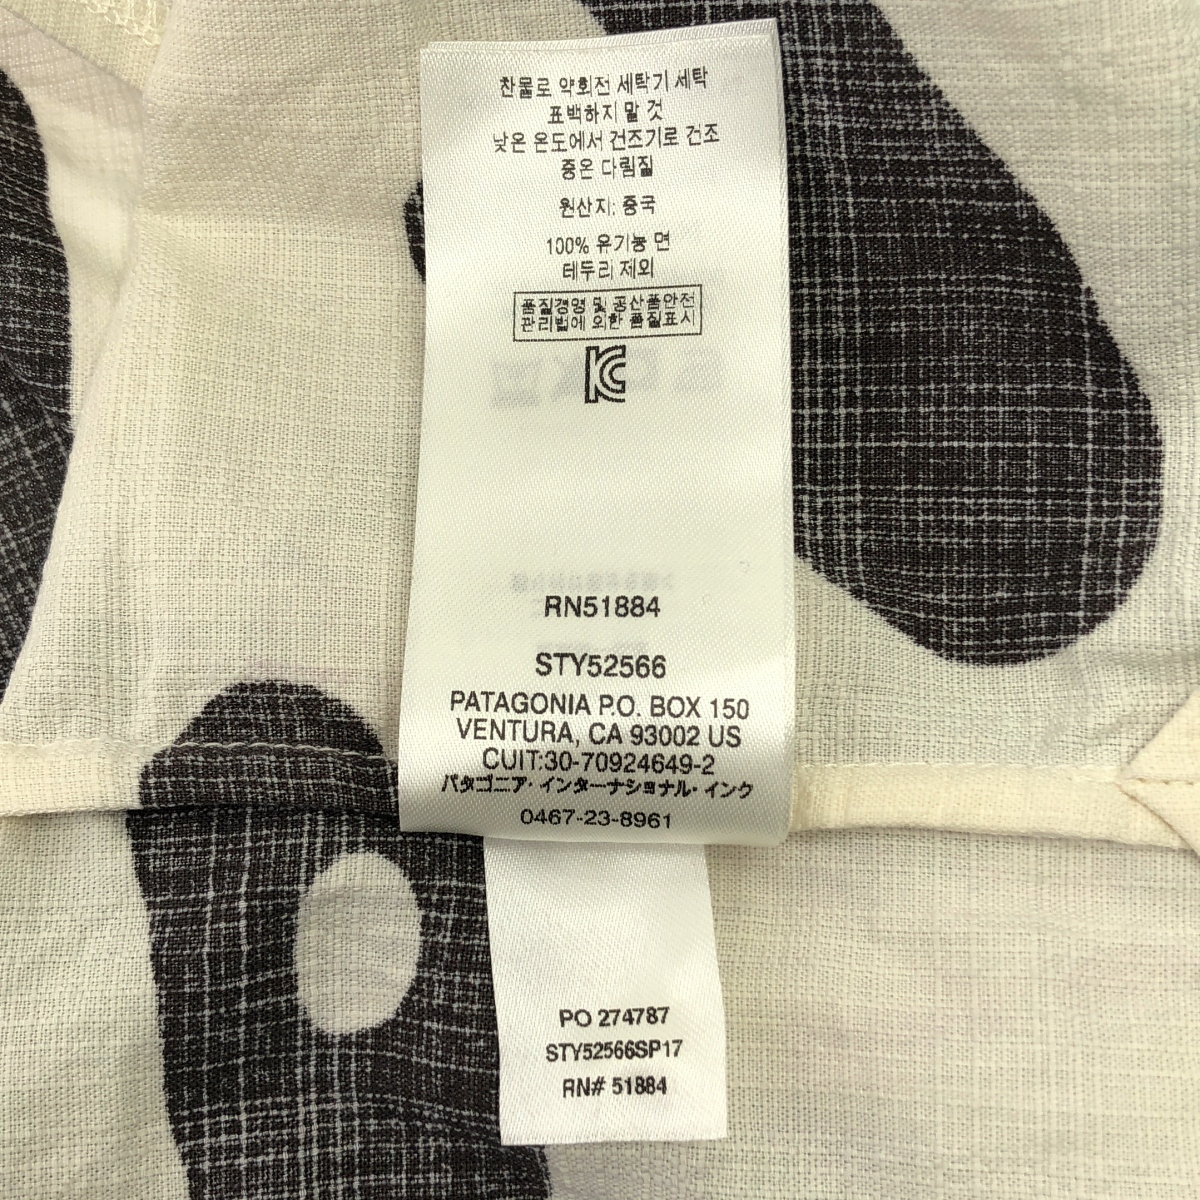 찬물로 약회전 세탁기 세탁
표백하지 말 것
낮은 온도에서 건조기로 건조
중온 다림질
원산지: 중국
100% 유기농 면
테두리 제외
품질경영 및 공산품안전
관리법에 의한 품질표시
KC
RN51884
STY52566
PATAGONIA P.O. BOX 150
VENTURA, CA 93002 US
CUIT:30-70924649-2
パタゴニア・インターナショナル・インク
0467-23-8961
PO 274787
STY52566SP17
RN# 51884